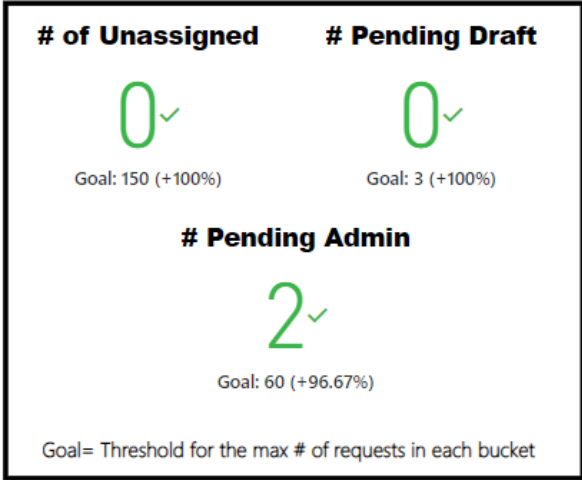 # of Unassigned
# Pending Draft
0
0
Goal: 150 (+100%)
Goal: 3 (+100%)
# Pending Admin
2
Goal: 60 (+96.67%)
Goal= Threshold for the max # of requests in each bucket